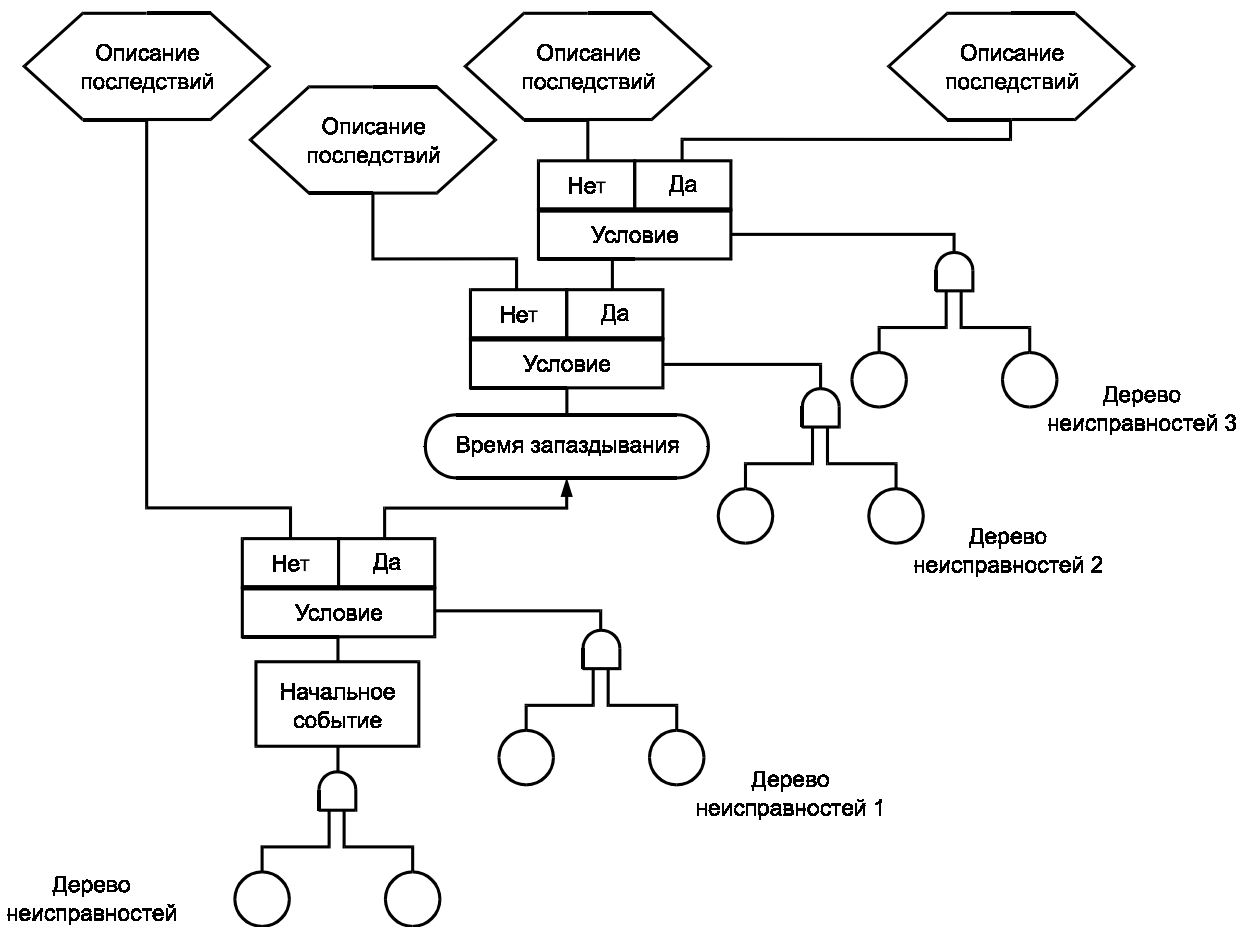 Описание
последствий
Описание
последствий
Описание
последствий
Описание
последствий
Нет
Да
Условие
Нет
Да
Условие
Дерево
неисправностей 3
Время запаздывания
Дерево
неисправностей 2
Нет
Да
Условие
Начальное
событие
Дерево
неисправностей 1
Дерево
неисправностей